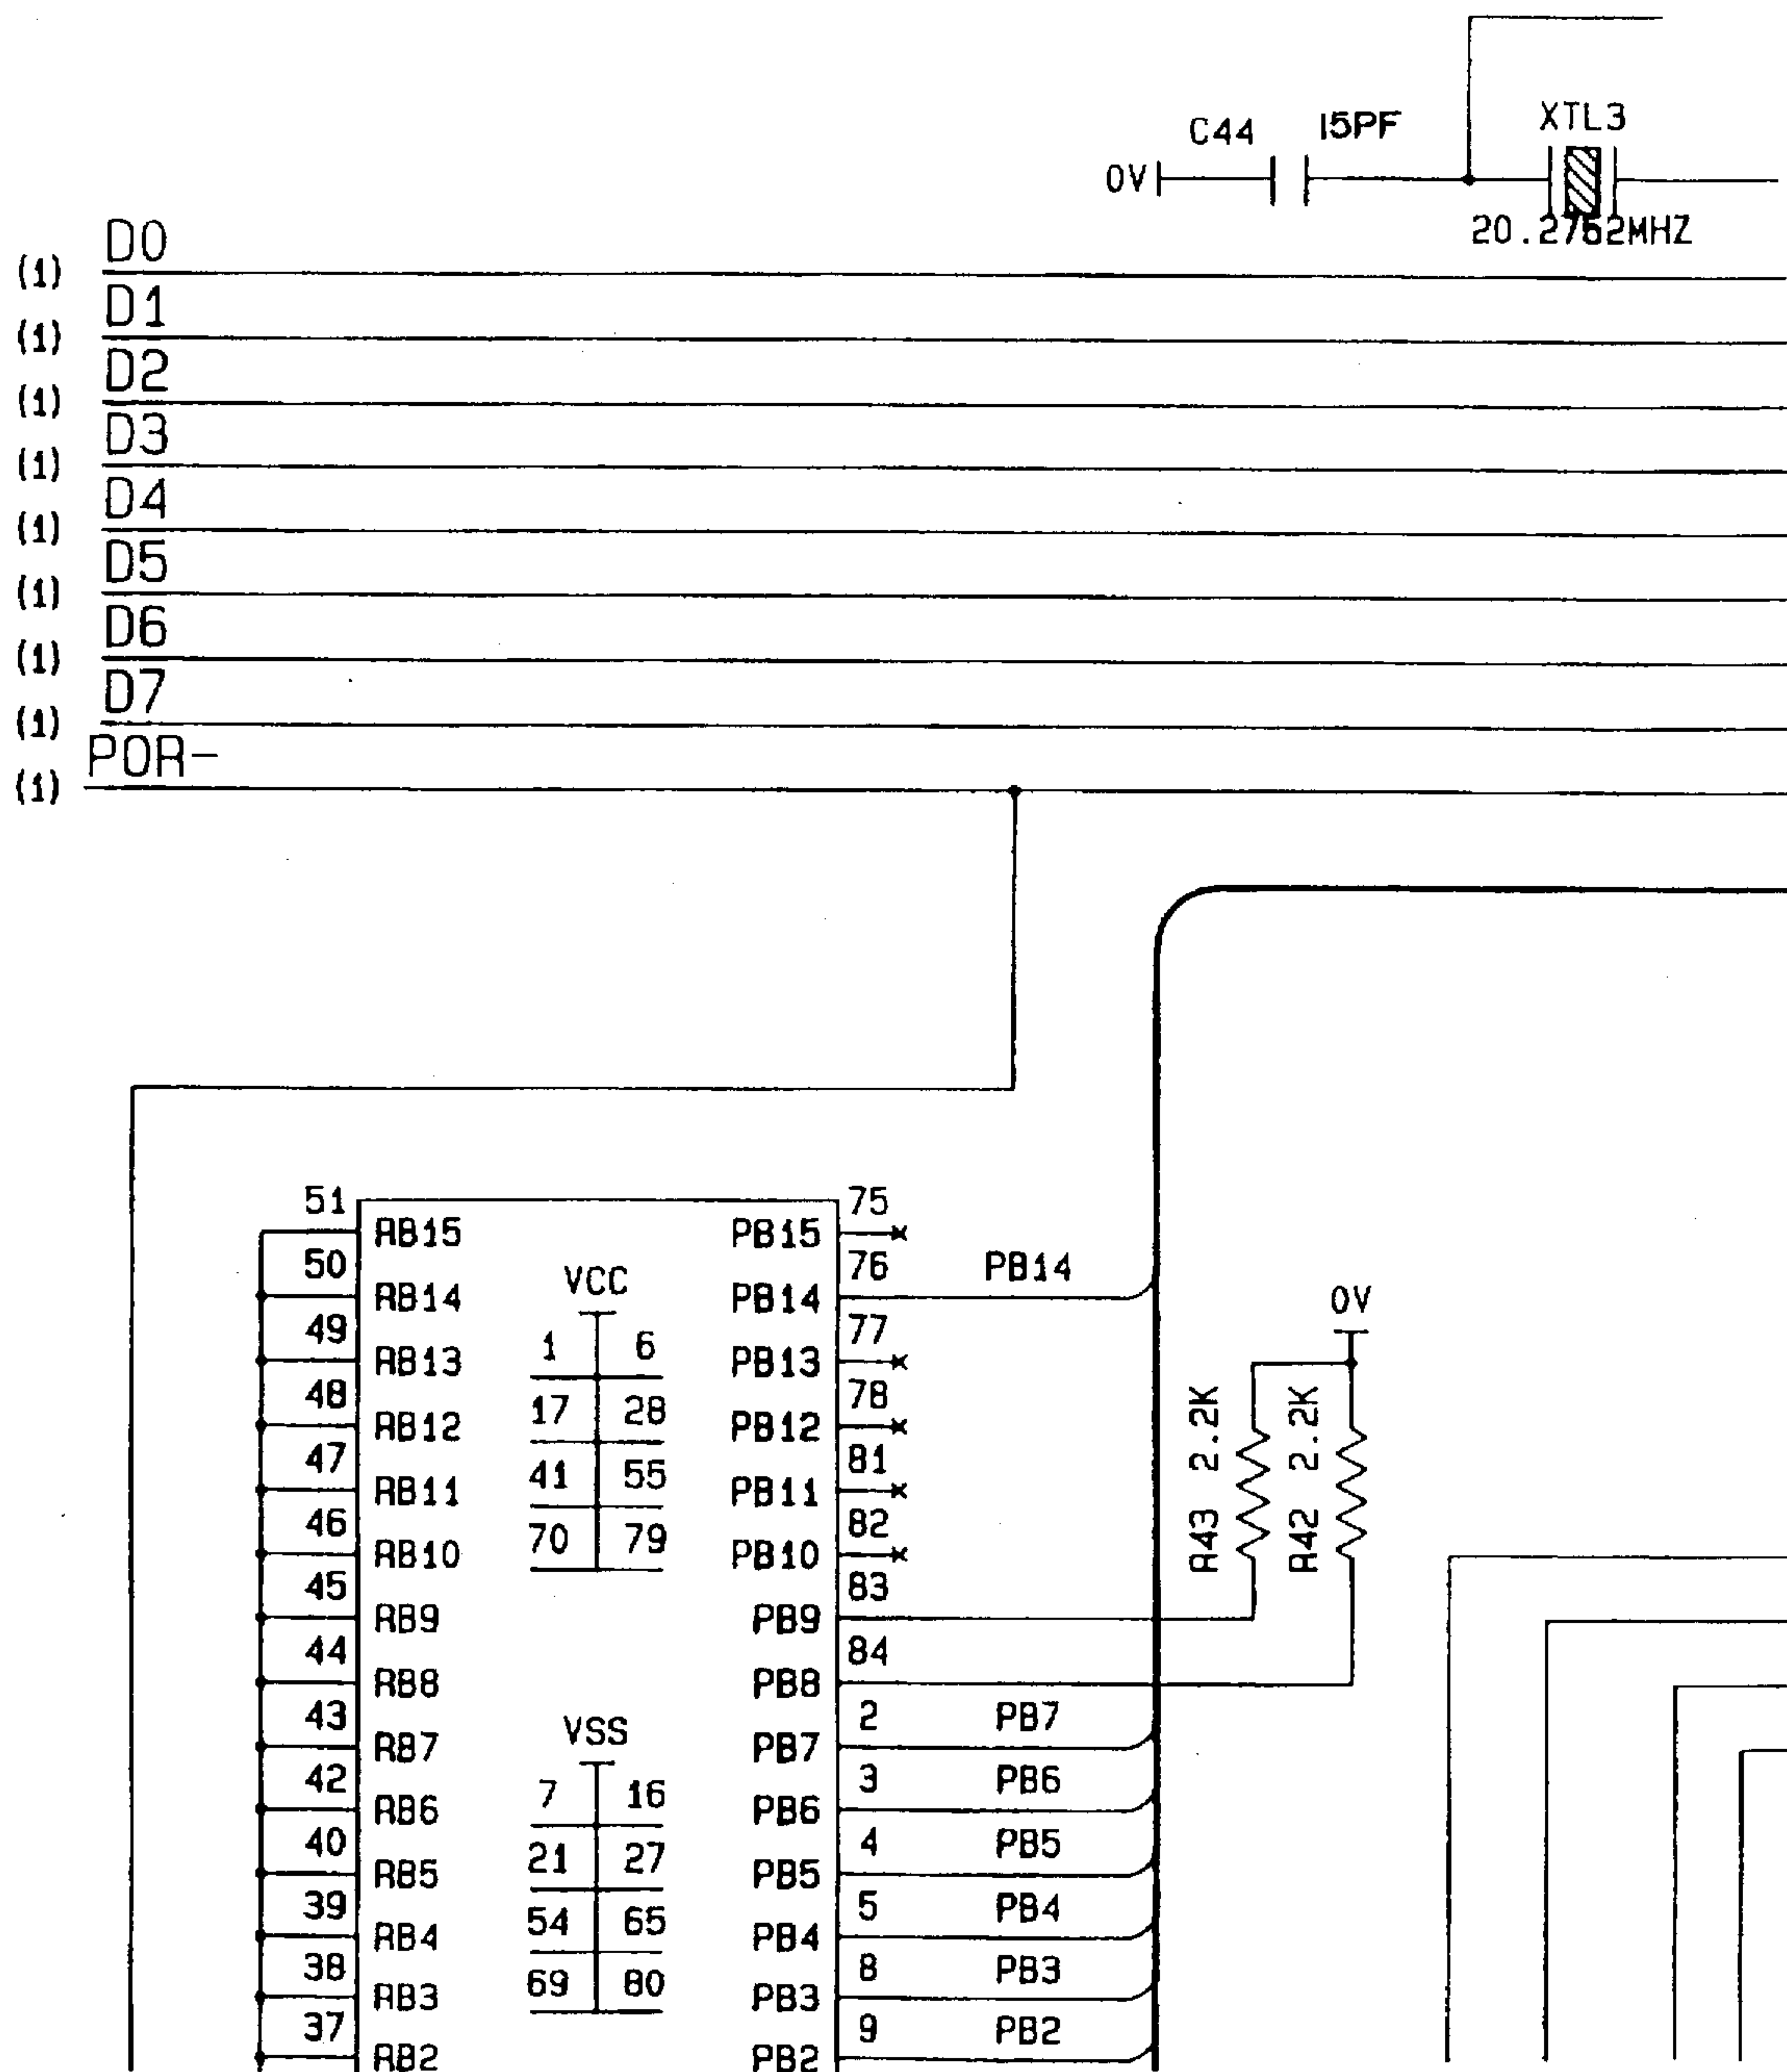 C44 15PF XTL3
0V
20.2752MHZ
(1) D0
(1) D1
(1) D2
(1) D3
(1) D4
(1) D5
(1) D6
(1) D7
(1) POR-
51 75
RB15 PB15
50 76 PB14
RB14 VCC PB14 0V
49 1 6 77
RB13 PB13
48 17 28 78
RB12 PB12
47 41 55 81
RB11 PB11
46 70 79 82
RB10 PB10
R43 2.2K
R42 2.2K
45 83
RB9 PB9
44 84
RB8 PB8
43 VSS 2 PB7
RB7 PB7
42 7 16 3 PB6
RB6 PB6
40 21 27 4 PB5
RB5 PB5
39 54 65 5 PB4
RB4 PB4
38 69 80 8 PB3
RB3 PB3
37 9 PB2
RB2 PB2